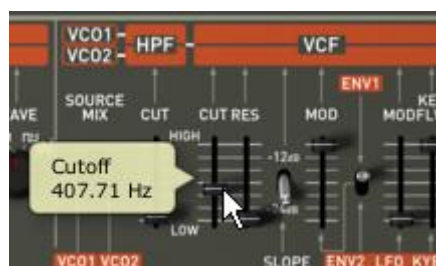 VCO1
VCO2
HPF
VCF
ENV1
SOURCE
MIX
CUT
CUT RES
MOD
HIGH
-12dB
Cutoff
407.71 Hz
LOW
VCO1 VCO2
SLOPE
ENV2
LFO